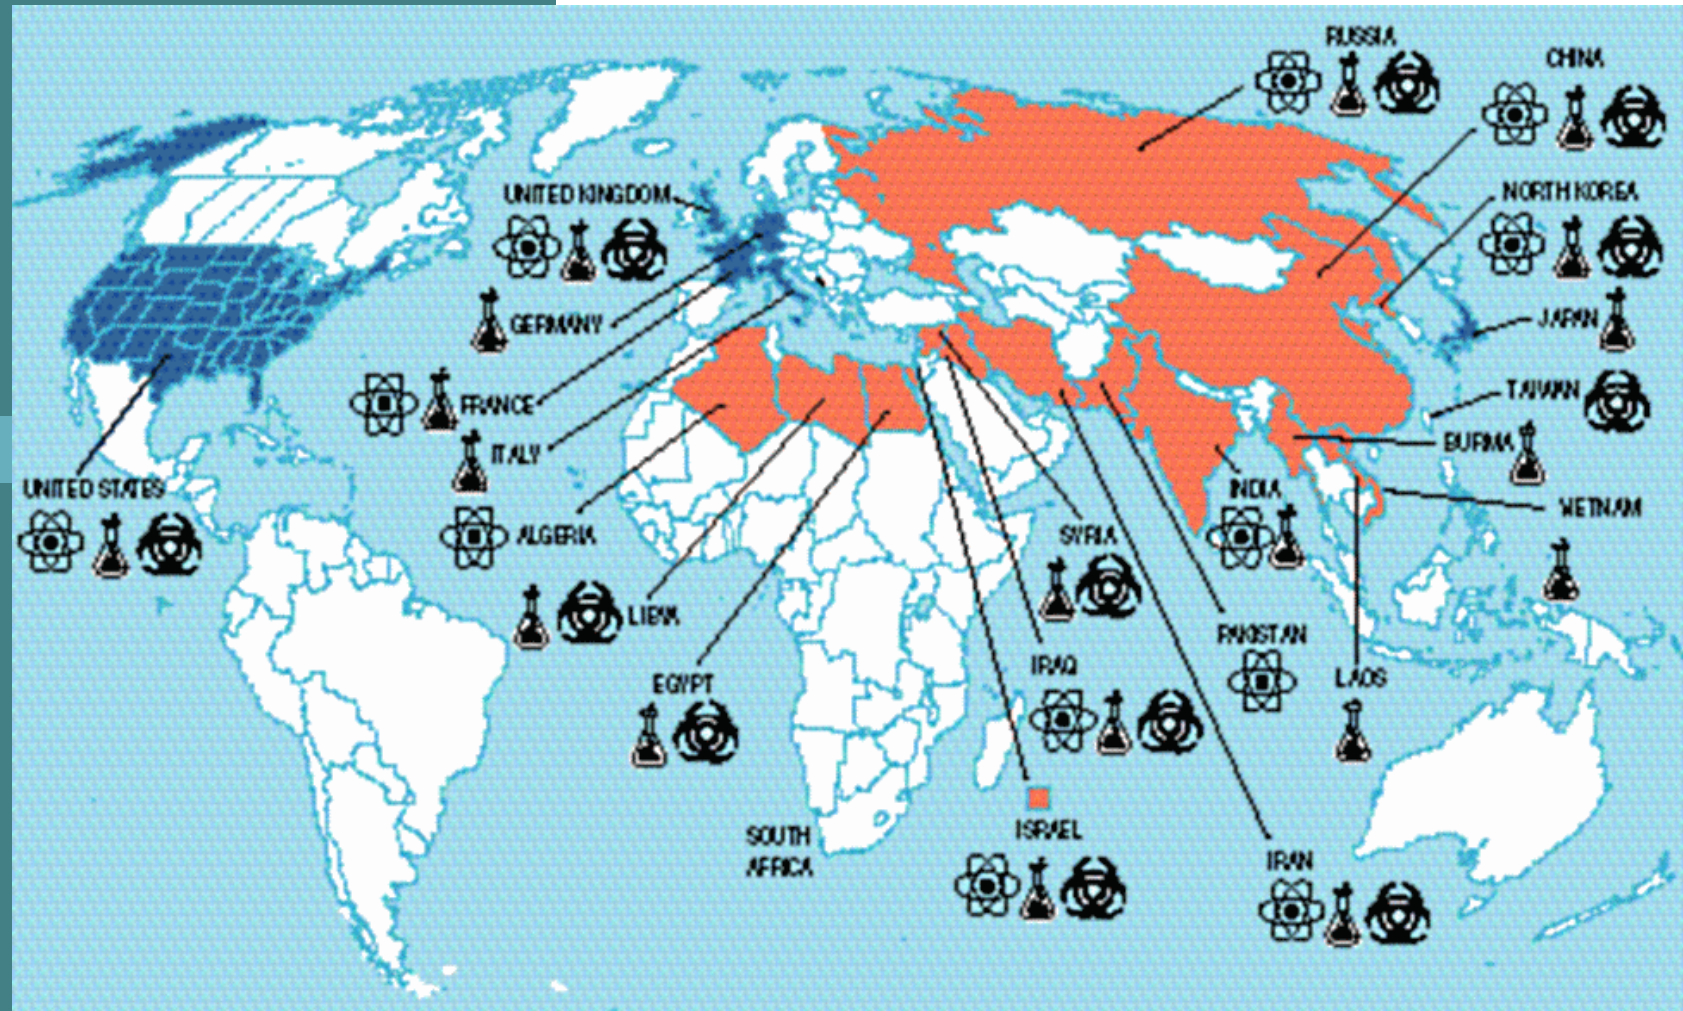 RUSSIA
CHINA
UNITED KINGDOM
NORTH KOREA
GERMANY
JAPAN
FRANCE
TAIWAN
ITALY
BURMA
UNITED STATES
INDIA
VIETNAM
ALGERIA
SYRIA
LIBYA
PAKISTAN
IRAQ
LAOS
EGYPT
SOUTH
AFRICA
ISRAEL
IRAN